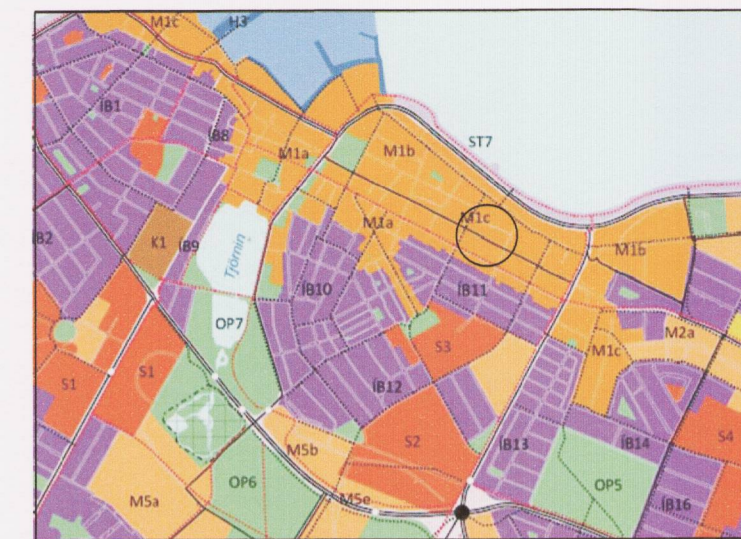 M1c
H3
ÍB1
ÍB8
M1a
M1b
ST7
ÍB2
K1
ÍB9
Tjörnin
M1a
M1c
M1b
ÍB10
ÍB11
OP7
S3
M2a
M1c
S1
S1
ÍB12
S2
ÍB13
ÍB14
S4
M5b
OP6
M5a
M5e
OP5
ÍB16